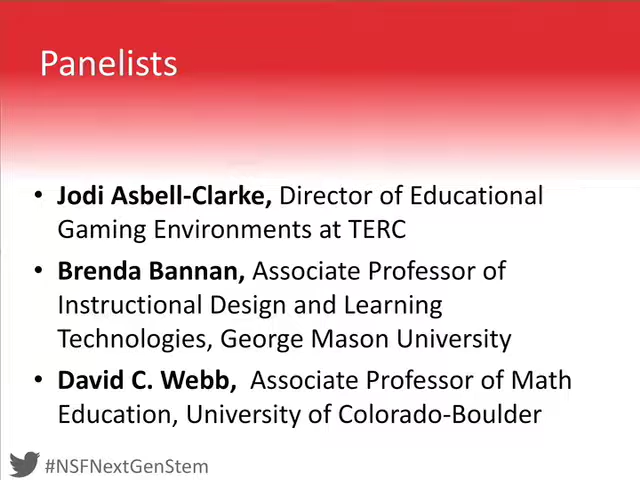 Panelists
• Jodi Asbell-Clarke, Director of Educational
Gaming Environments at TERC
• Brenda Bannan, Associate Professor of
Instructional Design and Learning
Technologies, George Mason University
• David C. Webb,  Associate Professor of Math
Education, University of Colorado-Boulder
#NSFNextGenStem